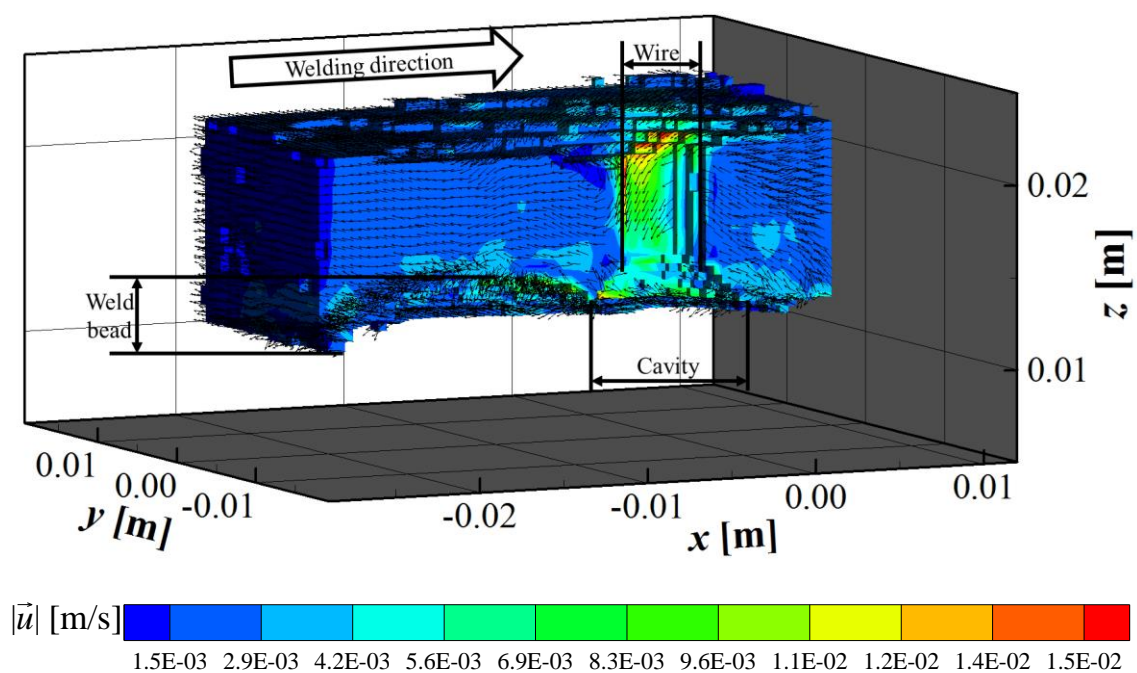 Welding direction
Wire
0.02
z [m]
Weld
bead
Cavity
0.01
0.01
0.00
-0.01
y [m]
-0.02
-0.01
0.00
0.01
x [m]
|u⃗| [m/s]
1.5E-03 2.9E-03 4.2E-03 5.6E-03 6.9E-03 8.3E-03 9.6E-03 1.1E-02 1.2E-02 1.4E-02 1.5E-02